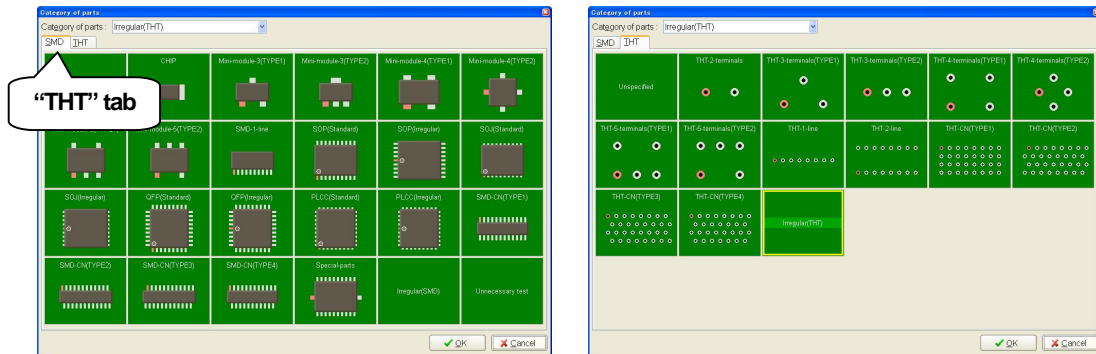 Category of parts
Category of parts : Irregular(THT)
SMD THT
CHIP Mini-module-3(TYPE1) Mini-module-3(TYPE2) Mini-module-4(TYPE1) Mini-module-4(TYPE2)
“THT” tab
module-5(TYPE2) SMD-1-line SOP(Standard) SOP(Irregular) SOJ(Standard)
SOJ(Irregular) QFP(Standard) QFP(Irregular) PLCC(Standard) PLCC(Irregular) SMD-CN(TYPE1)
SMD-CN(TYPE2) SMD-CN(TYPE3) SMD-CN(TYPE4) Special-parts
Irregular(SMD) Unnecessary test
OK Cancel
Category of parts
Category of parts : Irregular(THT)
SMD THT
THT-2-terminals THT-3-terminals(TYPE1) THT-3-terminals(TYPE2) THT-4-terminals(TYPE1) THT-4-terminals(TYPE2)
Unspecified
THT-5-terminals(TYPE1) THT-5-terminals(TYPE2) THT-1-line THT-2-line THT-CN(TYPE1) THT-CN(TYPE2)
THT-CN(TYPE3) THT-CN(TYPE4)
Irregular(THT)
OK Cancel